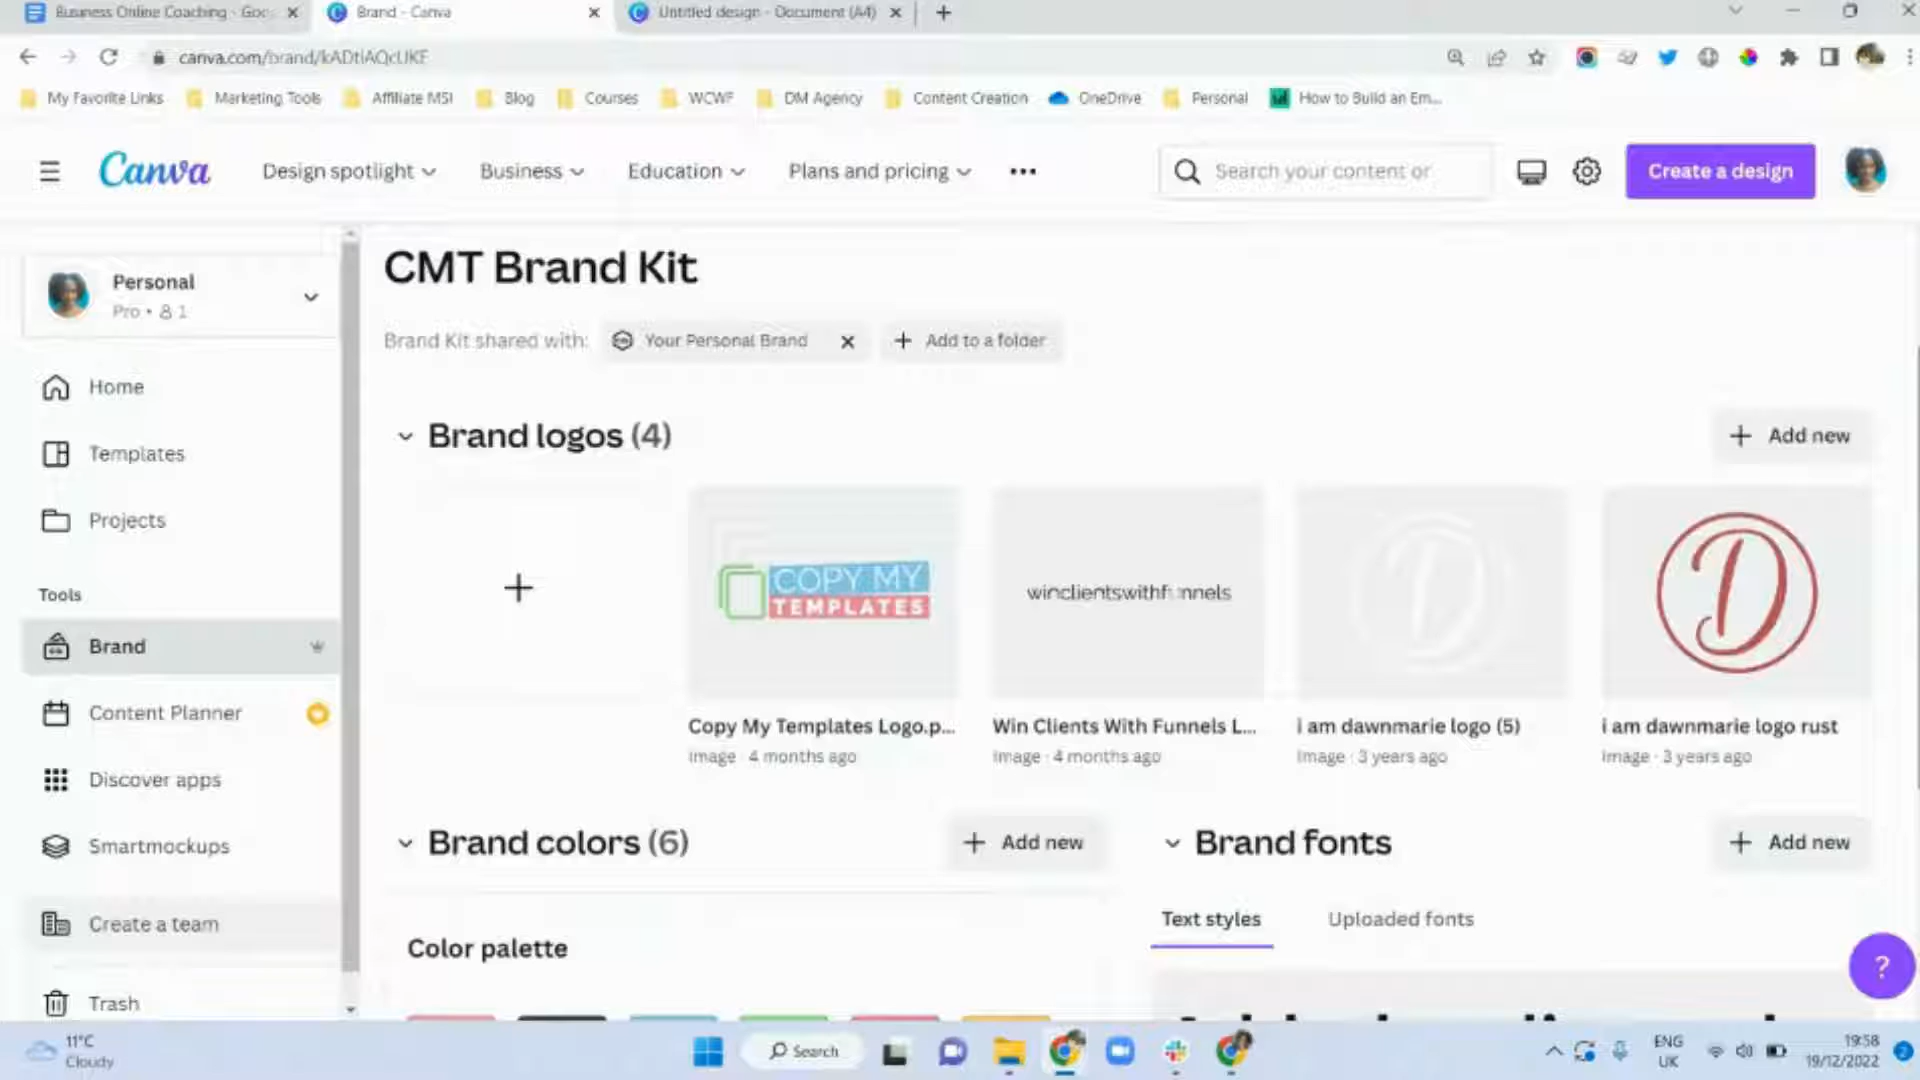 Business Online Coaching - Goo
Brand - Canva
Untitled design - Document (A4)
canva.com/brand/kADtIAQcUKE
My Favorite Links
Marketing Tools
Affiliate MSI
Blog
Courses
WCWF
DM Agency
Content Creation
OneDrive
Personal
How to Build an Em...
Canva
Design spotlight
Business
Education
Plans and pricing
Search your content or
Create a design
Personal
Pro • 1
Home
Templates
Projects
Tools
Brand
Content Planner
Discover apps
Smartmockups
Create a team
Trash
CMT Brand Kit
Brand Kit shared with:
Your Personal Brand
Add to a folder
Brand logos (4)
Add new
COPY MY
TEMPLATES
D
Copy My Templates Logo.p...
Image · 4 months ago
Win Clients With Funnels L...
Image · 4 months ago
i am dawnmarie logo (5)
Image · 3 years ago
i am dawnmarie logo rust
Image · 3 years ago
Brand colors (6)
Add new
Brand fonts
Add new
Color palette
Text styles
Uploaded fonts
?
11°C
Cloudy
Search
ENG
UK
19:58
19/12/2022
2